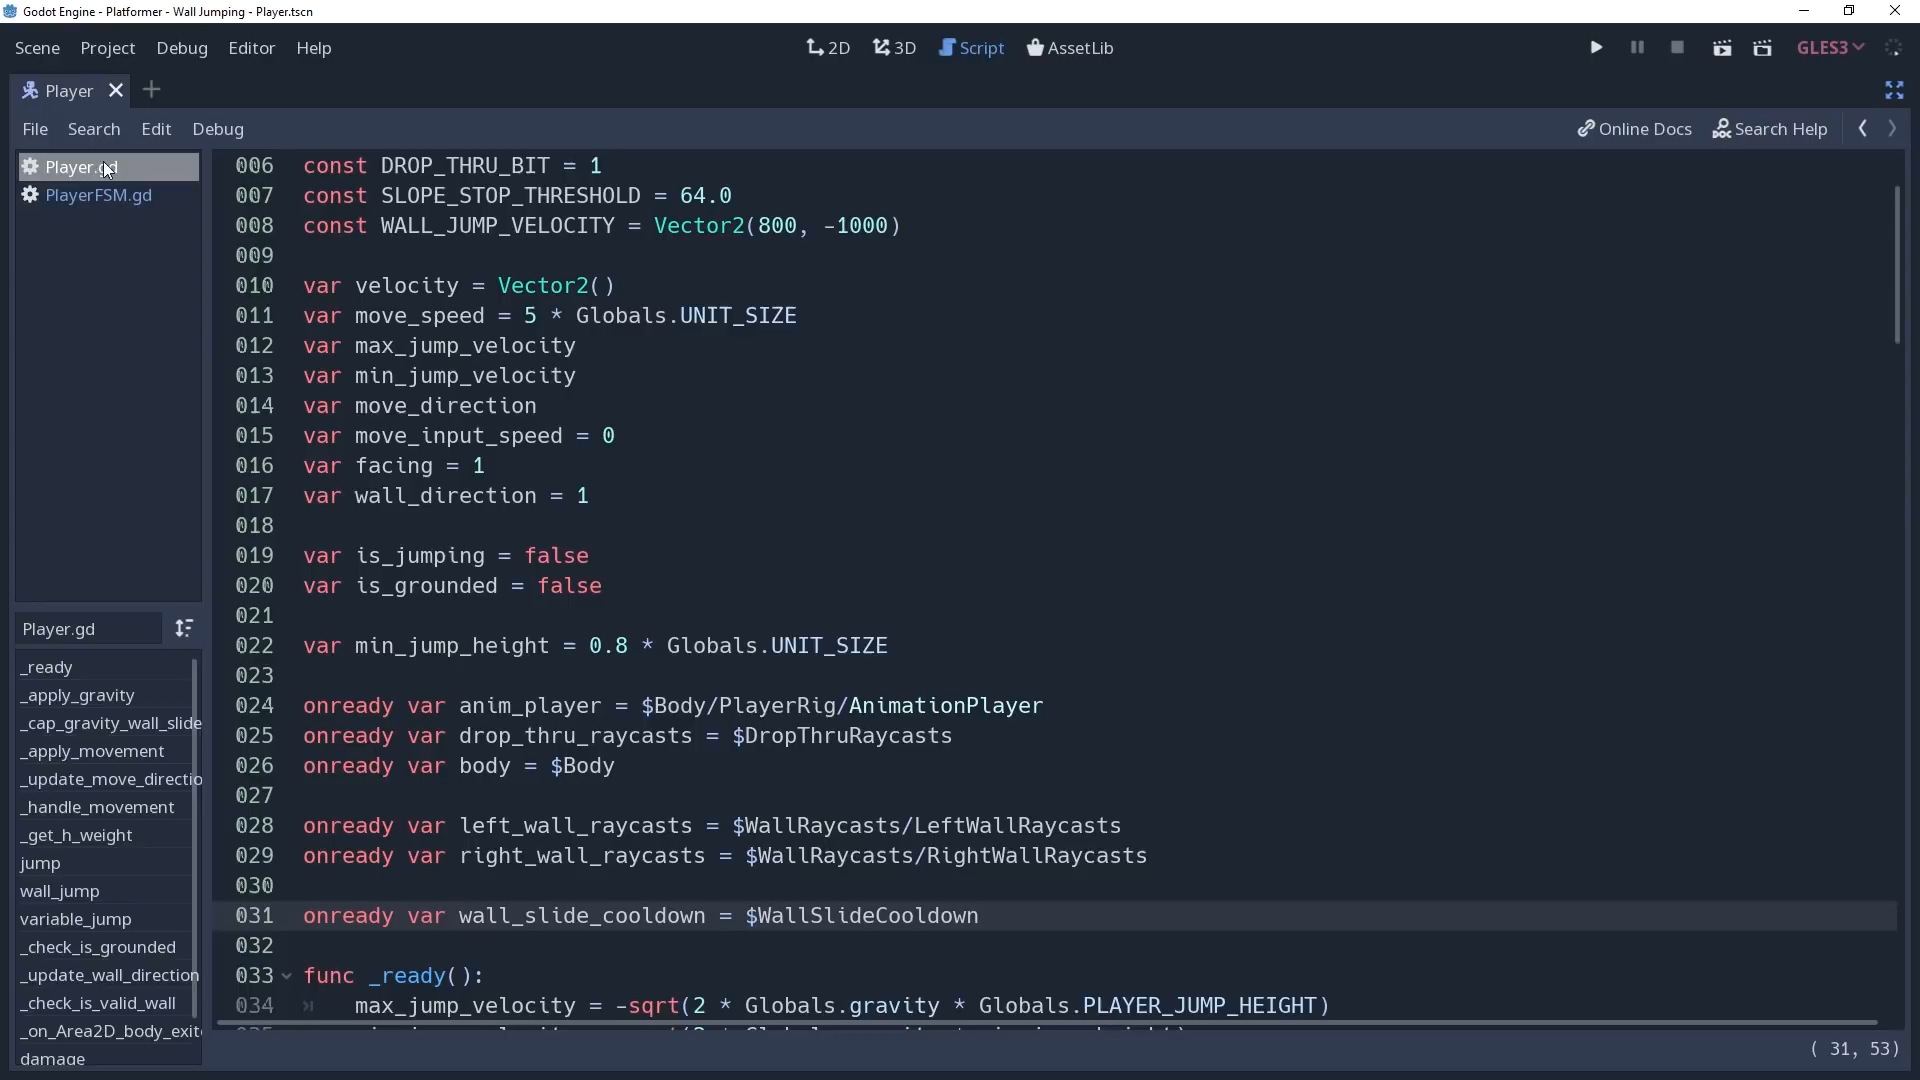 Godot Engine - Platformer - Wall Jumping - Player.tscn
Scene Project Debug Editor Help 2D 3D Script AssetLib GLES3
Player
File Search Edit Debug Online Docs Search Help
Player.gd
PlayerFSM.gd
Player.gd
_ready
_apply_gravity
_cap_gravity_wall_slide
_apply_movement
_update_move_directio
_handle_movement
_get_h_weight
jump
wall_jump
variable_jump
_check_is_grounded
_update_wall_direction
_check_is_valid_wall
_on_Area2D_body_exite
damage
006 const DROP_THRU_BIT = 1
007 const SLOPE_STOP_THRESHOLD = 64.0
008 const WALL_JUMP_VELOCITY = Vector2(800, -1000)
009
010 var velocity = Vector2()
011 var move_speed = 5 * Globals.UNIT_SIZE
012 var max_jump_velocity
013 var min_jump_velocity
014 var move_direction
015 var move_input_speed = 0
016 var facing = 1
017 var wall_direction = 1
018
019 var is_jumping = false
020 var is_grounded = false
021
022 var min_jump_height = 0.8 * Globals.UNIT_SIZE
023
024 onready var anim_player = $Body/PlayerRig/AnimationPlayer
025 onready var drop_thru_raycasts = $DropThruRaycasts
026 onready var body = $Body
027
028 onready var left_wall_raycasts = $WallRaycasts/LeftWallRaycasts
029 onready var right_wall_raycasts = $WallRaycasts/RightWallRaycasts
030
031 onready var wall_slide_cooldown = $WallSlideCooldown
032
033 func _ready():
034 max_jump_velocity = -sqrt(2 * Globals.gravity * Globals.PLAYER_JUMP_HEIGHT)
( 31, 53)